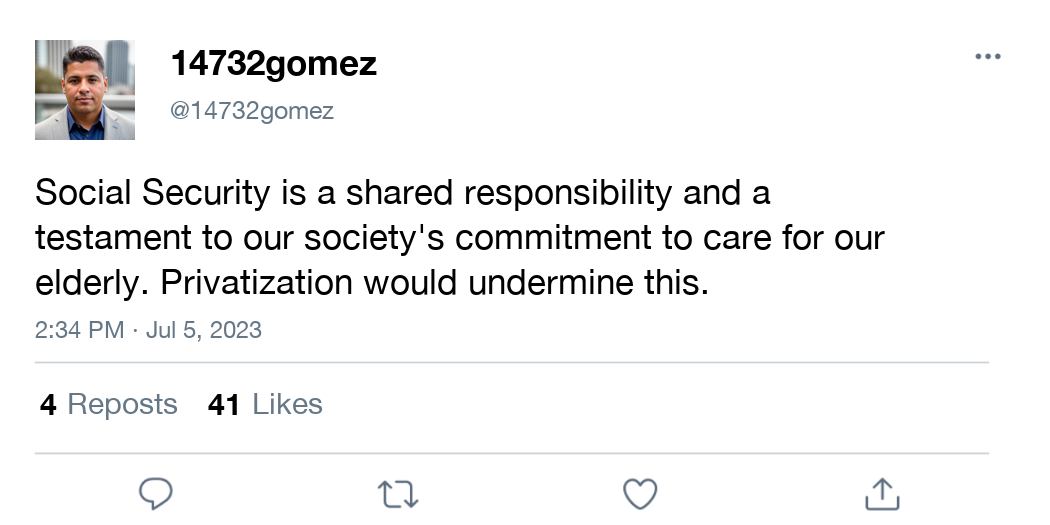 14732gomez
@14732gomez
Social Security is a shared responsibility and a
testament to our society's commitment to care for our
elderly. Privatization would undermine this.
2:34 PM · Jul 5, 2023
4 Reposts 41 Likes